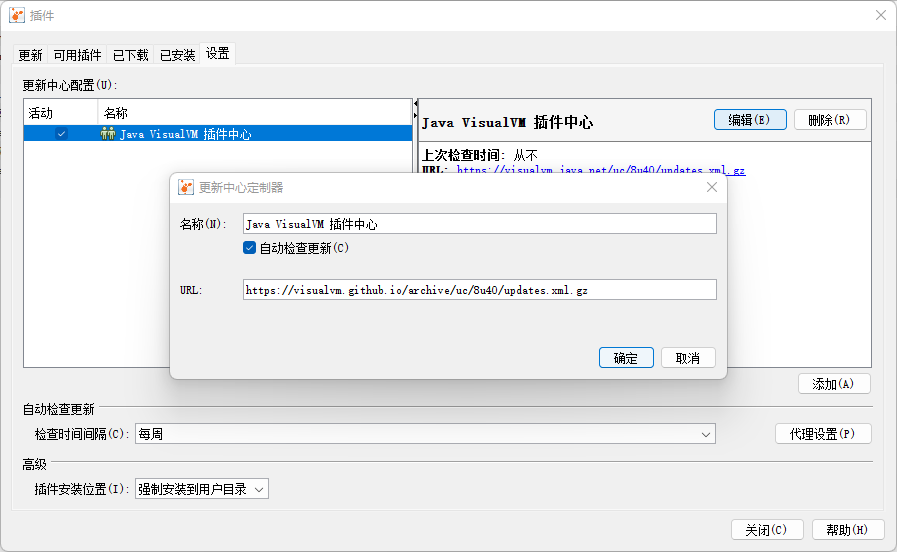 插件
更新 可用插件 已下载 已安装 设置
更新中心配置(U):
活动 名称
Java VisualVM 插件中心
Java VisualVM 插件中心 编辑(E) 删除(R)
上次检查时间: 从不
URL: https://visualvm.java.net/uc/8u40/updates.xml.gz
更新中心定制器
名称(N): Java VisualVM 插件中心
自动检查更新(C)
URL: https://visualvm.github.io/archive/uc/8u40/updates.xml.gz
确定 取消
添加(A)
自动检查更新
检查时间间隔(C): 每周 代理设置(P)
高级
插件安装位置(I): 强制安装到用户目录
关闭(C) 帮助(H)